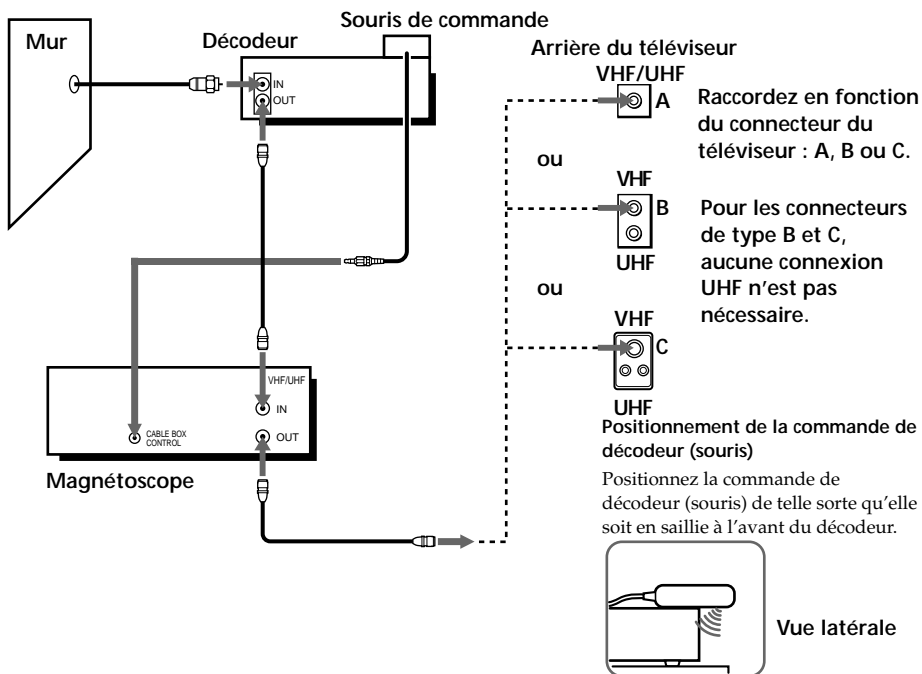 Souris de commande
Mur
Décodeur
IN
OUT
Arrière du téléviseur
VHF/UHF
A
Raccordez en fonction
du connecteur du
téléviseur : A, B ou C.
ou
VHF
B
UHF
Pour les connecteurs
de type B et C,
aucune connexion
UHF n'est pas
nécessaire.
ou
VHF
C
UHF
VHF/UHF
IN
OUT
CABLE BOX
CONTROL
Magnétoscope
Positionnement de la commande de
décodeur (souris)
Positionnez la commande de
décodeur (souris) de telle sorte qu'elle
soit en saillie à l'avant du décodeur.
Vue latérale